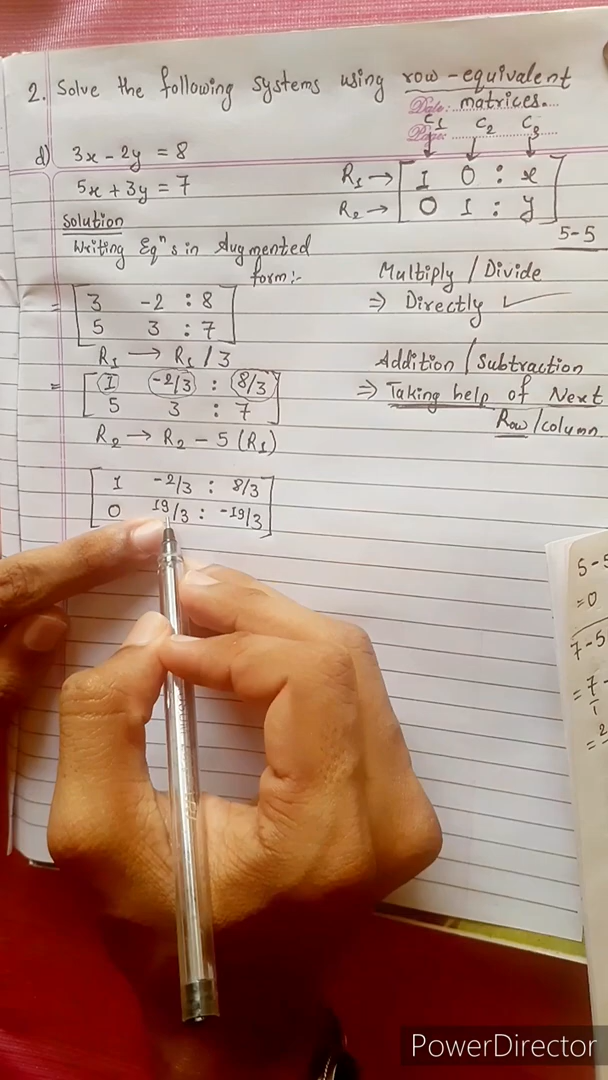 2. Solve the following systems using row-equivalent
Date: matrices.
Page: C1 C2 C3
d) 3x - 2y = 8
5x + 3y = 7
R₁ → [ 1 0 : x ]
R₂ → [ 0 1 : y ]
5-5
Solution
Writing Eqⁿs in Augmented
form:-
= [ 3 -2 : 8 ]
[ 5 3 : 7 ]
R₁ → R₁ / 3
= [ 1 -2/3 : 8/3 ]
[ 5 3 : 7 ]
R₂ → R₂ - 5 (R₁)
[ 1 -2/3 : 8/3 ]
[ 0 19/3 : -19/3 ]
Multiply / Divide
⇒ Directly ✓
Addition / Subtraction
⇒ Taking help of Next
Row/column
5-5
=0
7-5
= 7-
1
= 2
PowerDirector